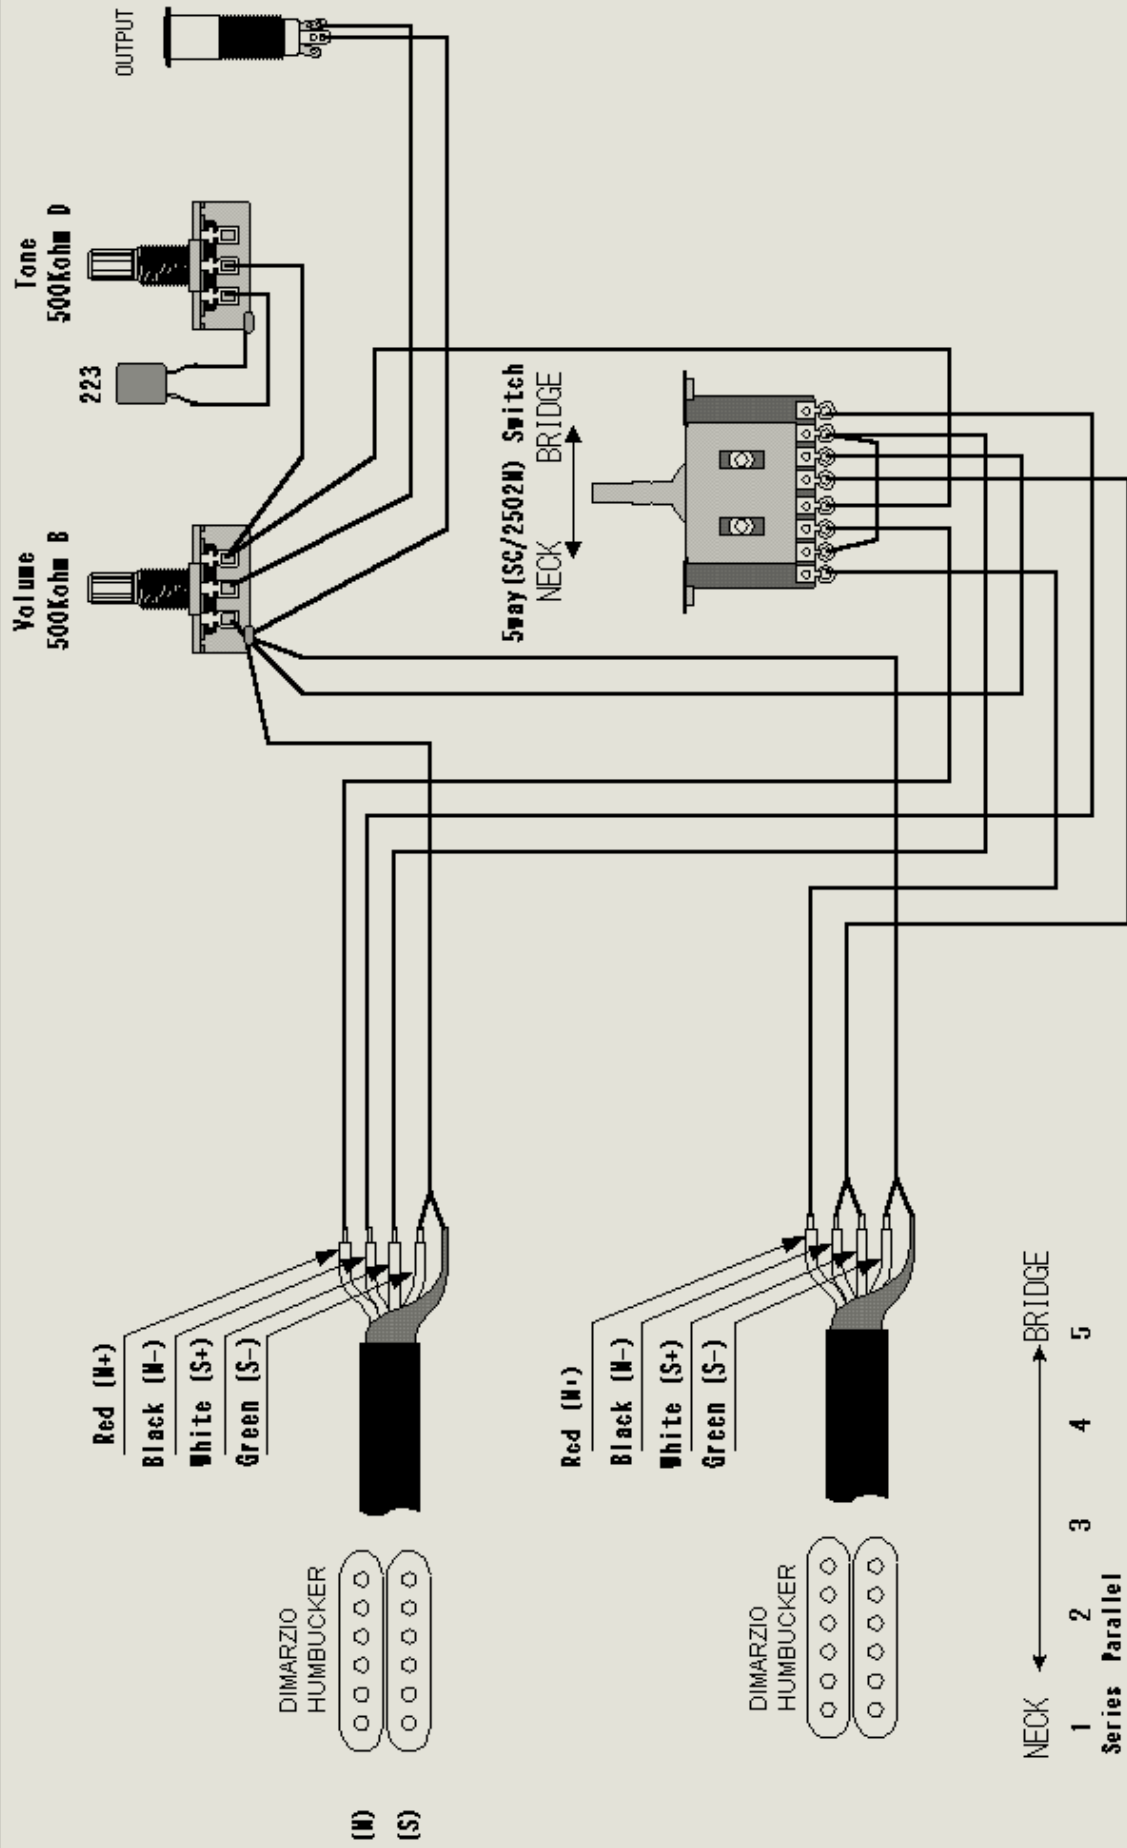 DIMARZIO
HUMBUCKER
(N)
(S)
Red (N+)
Black (N-)
White (S+)
Green (S-)
Volume
500Kohm B
Tone
500Kohm D
223
OUTPUT
5way(SC/2502N) Switch
NECK BRIDGE
DIMARZIO
HUMBUCKER
Red (N+)
Black (N-)
White (S+)
Green (S-)
NECK BRIDGE
1 2 3 4 5
Series Parallel